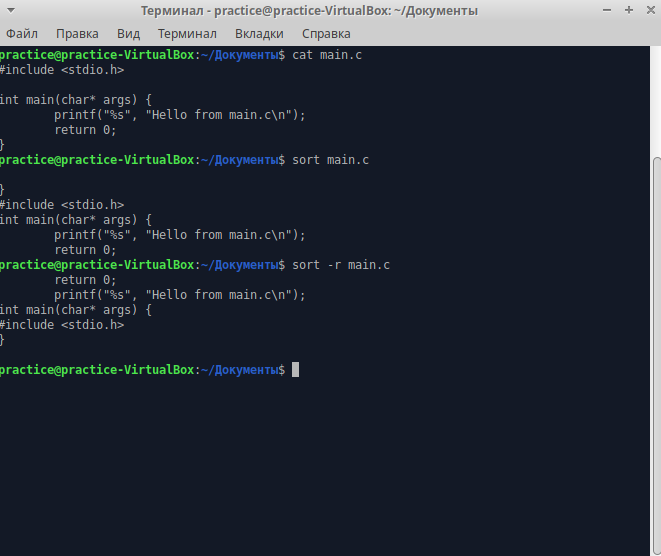 Терминал - practice@practice-VirtualBox: ~/Документы
Файл Правка Вид Терминал Вкладки Справка
practice@practice-VirtualBox:~/Документы$ cat main.c
#include <stdio.h>
int main(char* args) {
        printf("%s", "Hello from main.c\n");
        return 0;
}
practice@practice-VirtualBox:~/Документы$ sort main.c
}
#include <stdio.h>
int main(char* args) {
        printf("%s", "Hello from main.c\n");
        return 0;
practice@practice-VirtualBox:~/Документы$ sort -r main.c
        return 0;
        printf("%s", "Hello from main.c\n");
int main(char* args) {
#include <stdio.h>
}
practice@practice-VirtualBox:~/Документы$